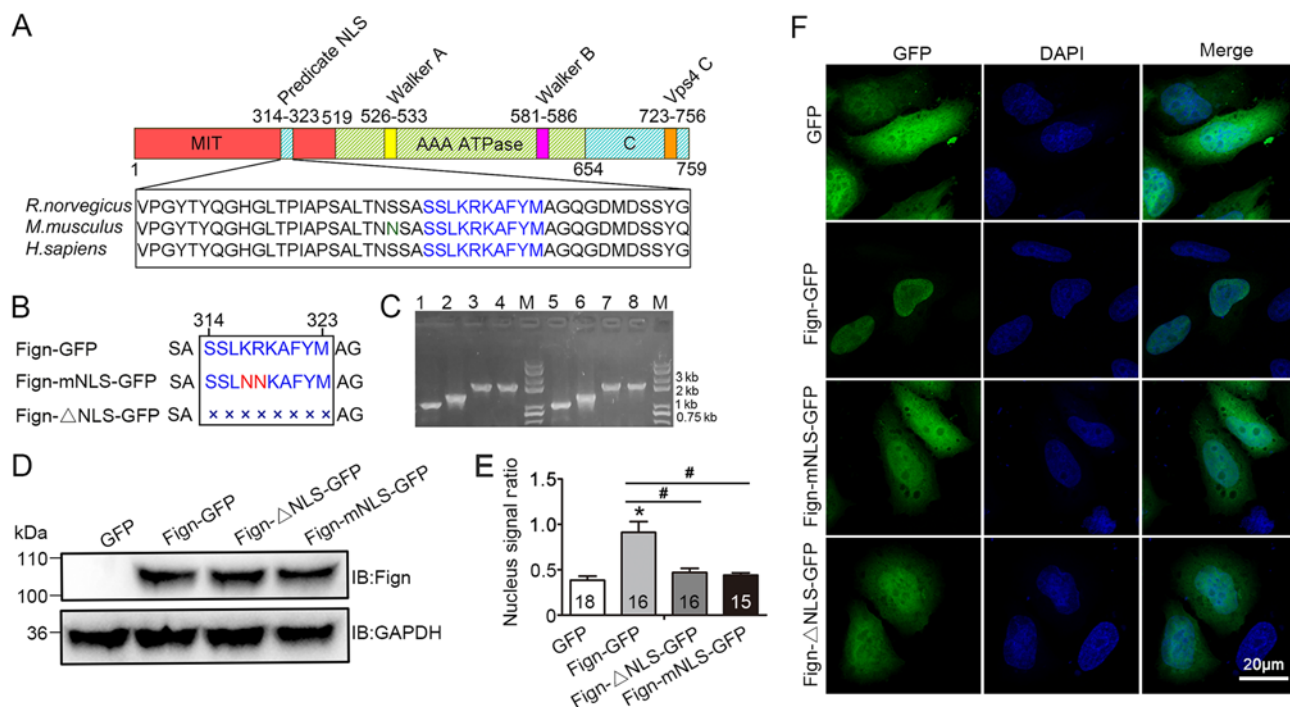 A
Predicate NLS
Walker A
Walker B
Vps4 C
314-323
519
526-533
581-586
723-756
MIT
AAA ATPase
C
1
654
759
R.norvegicus VPGYTYQGHGLTPIAPSALTNSSASSLKRKAFYMAGQGDMDSSYG
M.musculus VPGYTYQGHGLTPIAPSALTNNSASSLKRKAFYMAGQGDMDSSYQ
H.sapiens VPGYTYQGHGLTPIAPSALTNSSASSLKRKAFYMAGQGDMDSSYG
B
314 323
Fign-GFP SA SSLKRKAFYM AG
Fign-mNLS-GFP SA SSLNNKAFYM AG
Fign-△NLS-GFP SA ×××××××× AG
C
1 2 3 4 M 5 6 7 8 M
3 kb
2 kb
1 kb
0.75 kb
D
kDa
GFP
Fign-GFP
Fign-△NLS-GFP
Fign-mNLS-GFP
110
100
IB:Fign
36
IB:GAPDH
E
Nucleus signal ratio
1.5
1.0
0.5
0
#
#
*
18
16
16
15
GFP
Fign-GFP
Fign-△NLS-GFP
Fign-mNLS-GFP
F
GFP DAPI Merge
GFP
Fign-GFP
Fign-mNLS-GFP
Fign-△NLS-GFP
20μm